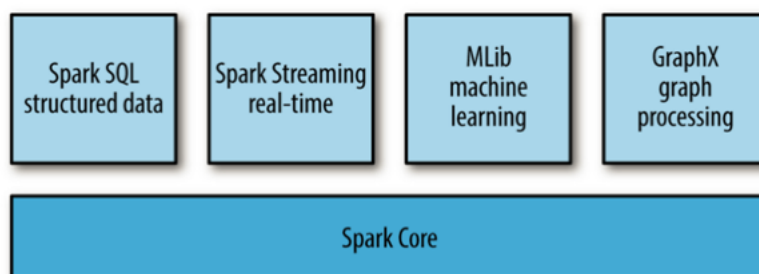 Spark SQL
structured data
Spark Streaming
real-time
MLib
machine
learning
GraphX
graph
processing
Spark Core